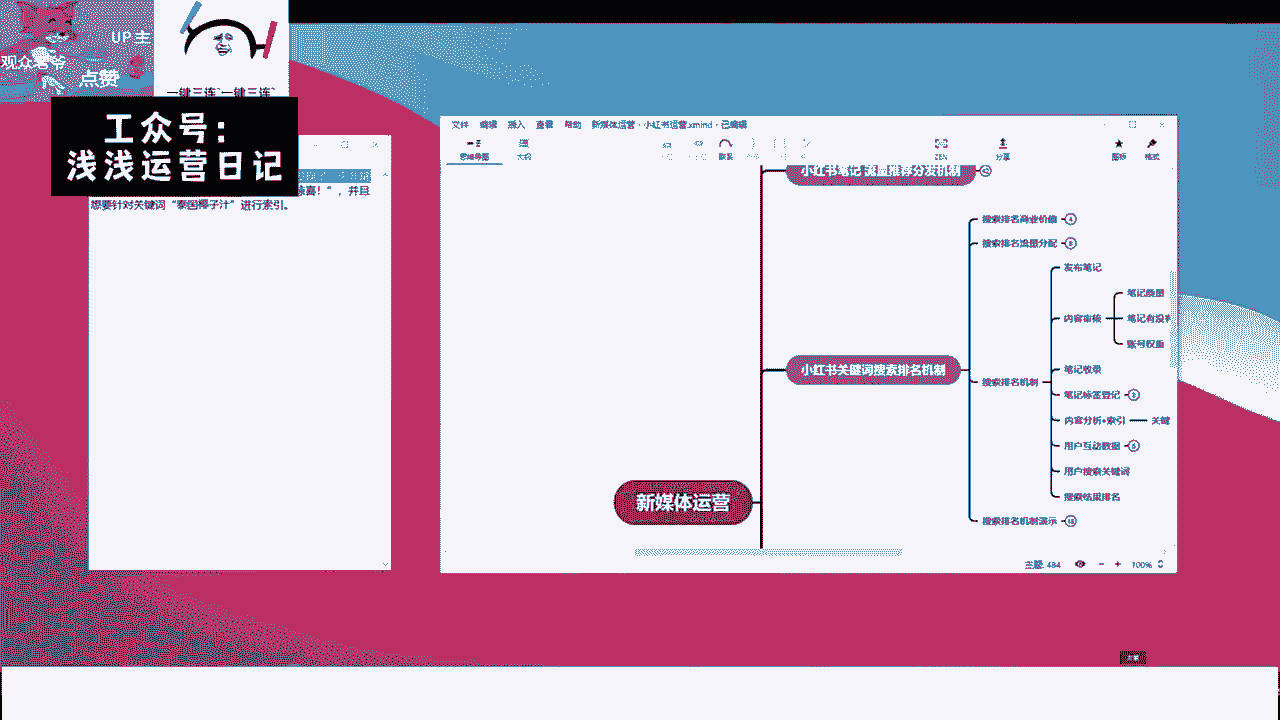 UP主
观众老爷
点赞
一键三连 一键三连
工众号：
浅浅运营日记
惊喜！”，并且
想要针对关键词“泰国椰子汁”进行索引。
文件 编辑 插入 查看 帮助 新媒体运营·小红书运营.xmind - 已编辑
思维导图 大纲 联系 ZEN 分享 图标 格式
小红书笔记 流量推荐分发机制 42
搜索排名商业价值 4
搜索排名流量分配 8
发布笔记
笔记质量
内容审核
笔记有没有
账号权重
小红书关键词搜索排名机制
笔记收录
搜索排名机制
笔记标签登记
内容分析+索引
关键
用户互动数据
用户搜索关键词
搜索结果排名
新媒体运营
搜索排名机制演示
主题: 484
100%